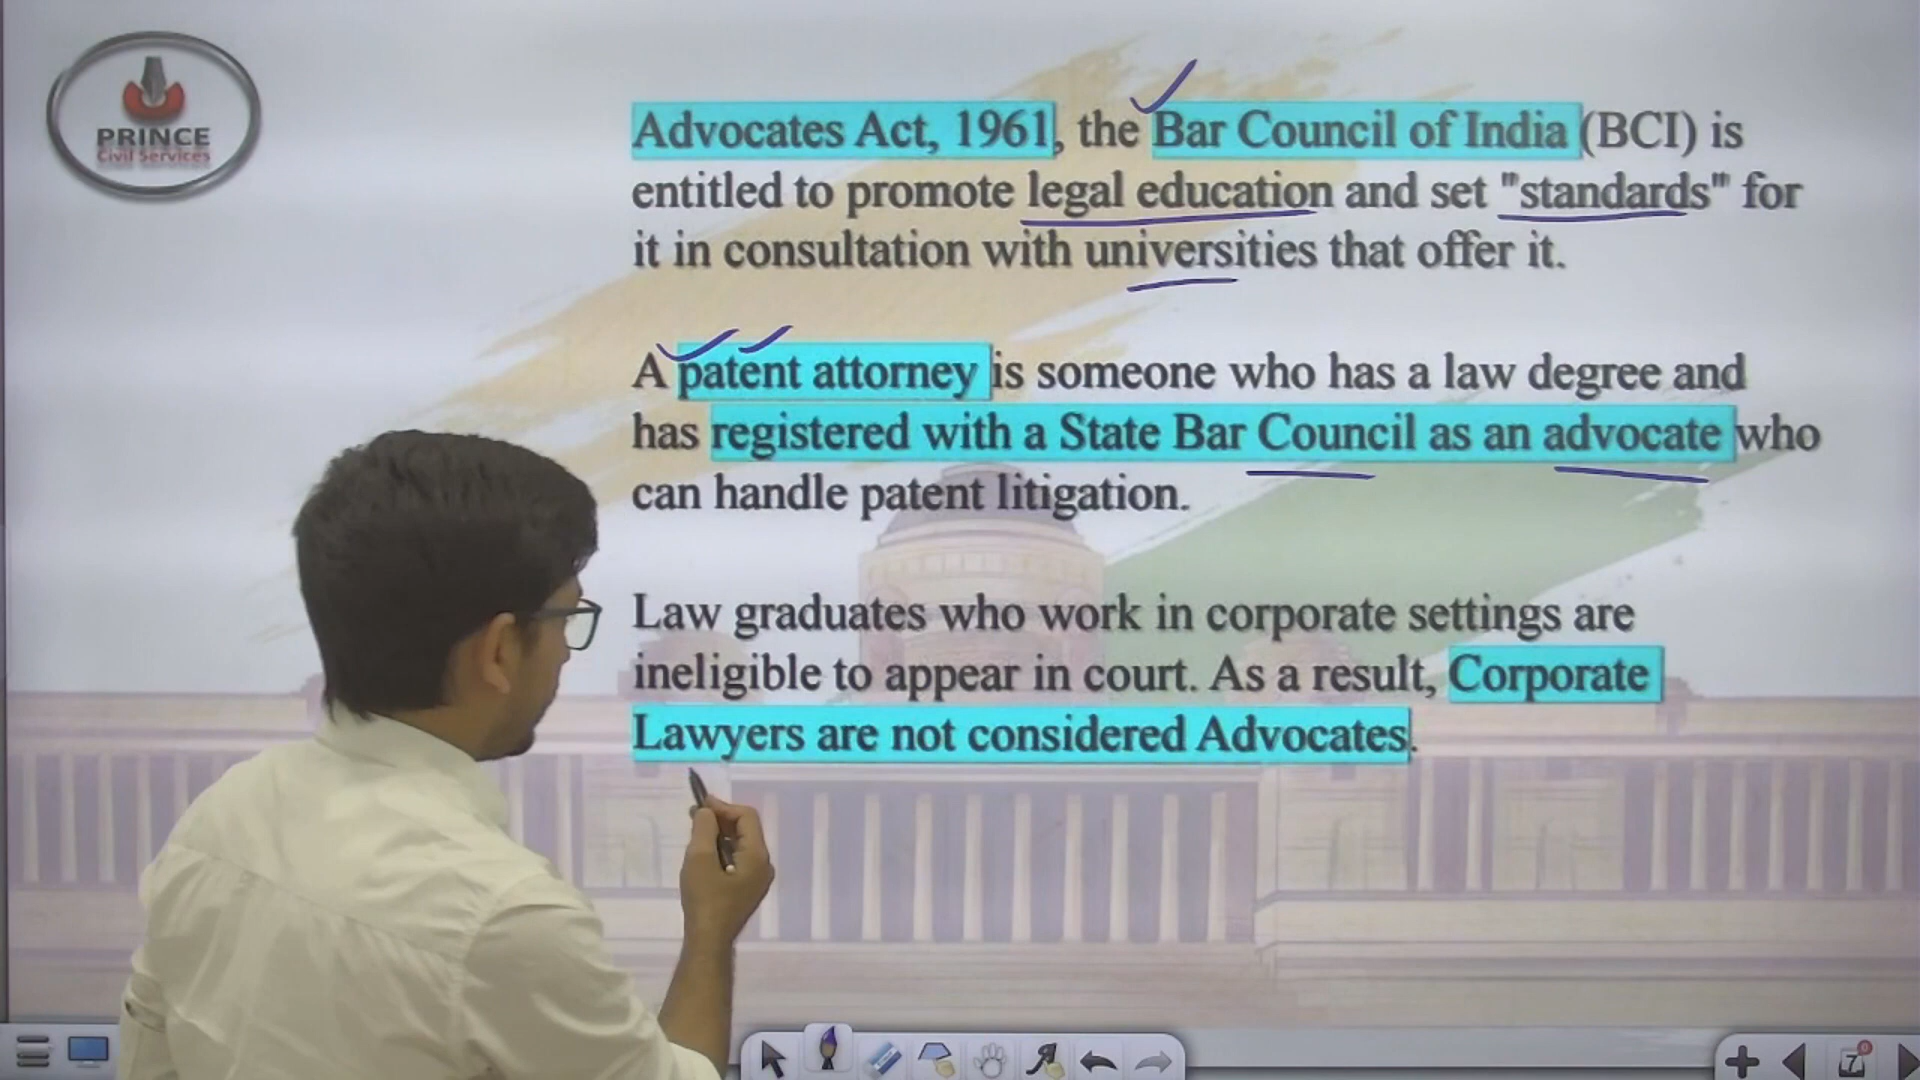 PRINCE
Civil Services
Advocates Act, 1961, the Bar Council of India (BCI) is
entitled to promote legal education and set "standards" for
it in consultation with universities that offer it.
A patent attorney is someone who has a law degree and
has registered with a State Bar Council as an advocate who
can handle patent litigation.
Law graduates who work in corporate settings are
ineligible to appear in court. As a result, Corporate
Lawyers are not considered Advocates.
7
0